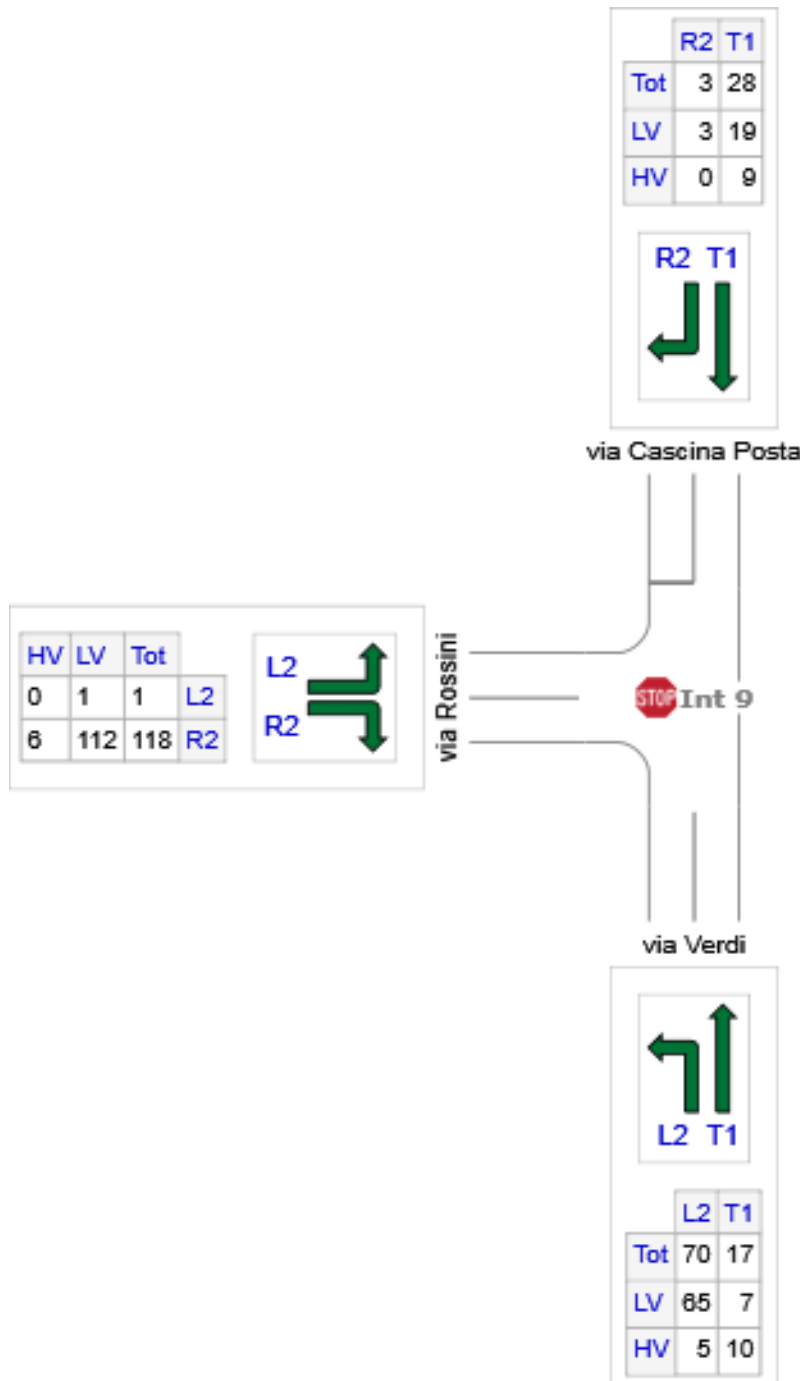 R2 T1
Tot 3 28
LV 3 19
HV 0 9
R2 T1
via Cascina Posta
HV LV Tot
0 1 1 L2
6 112 118 R2
L2
R2
via Rossini
STOP Int 9
via Verdi
L2 T1
L2 T1
Tot 70 17
LV 65 7
HV 5 10